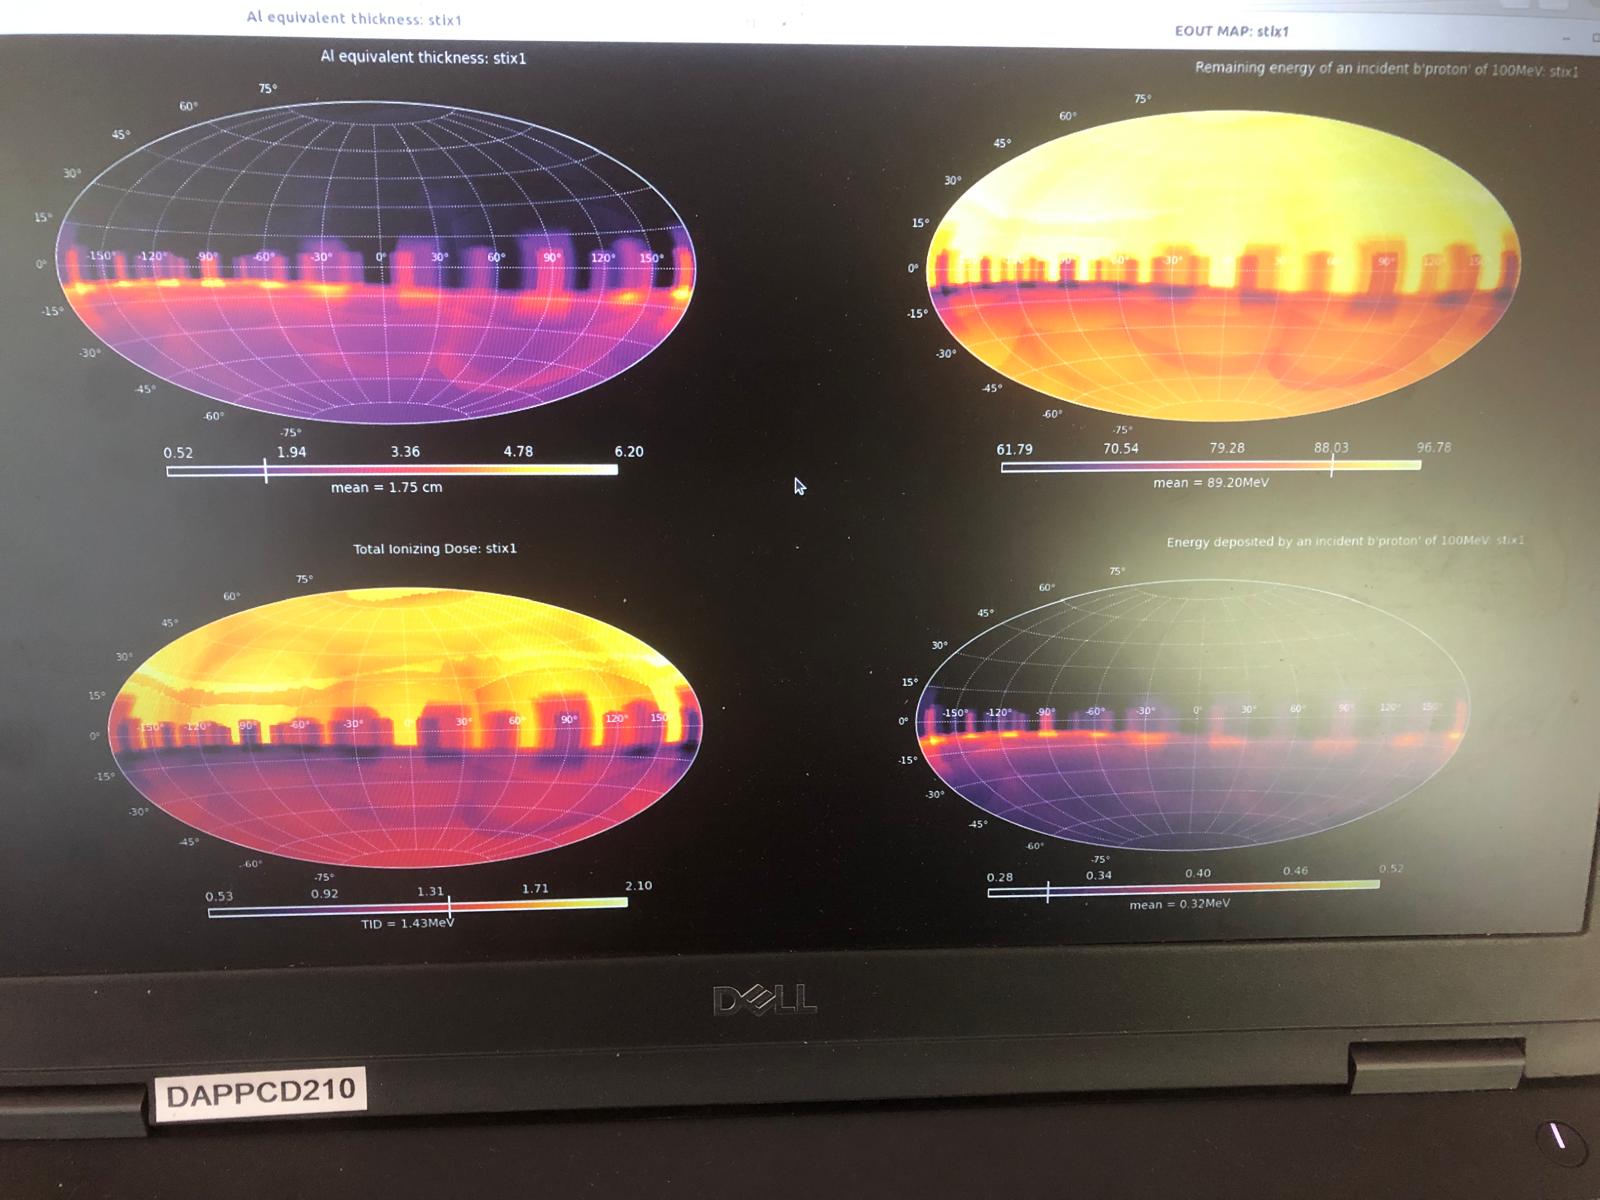 Al equivalent thickness: stix1
EOUT MAP: stix1
Al equivalent thickness: stix1
75°
60°
45°
30°
15°
0°
-15°
-30°
-45°
-60°
-75°
-150° -120° -90° -60° -30° 0° 30° 60° 90° 120° 150°
0.52 1.94 3.36 4.78 6.20
mean = 1.75 cm
Remaining energy of an incident b'proton' of 100MeV: stix1
75°
60°
45°
30°
15°
0°
-15°
-30°
-45°
-60°
-75°
-30° 90° 120°
61.79 70.54 79.28 88.03 96.78
mean = 89.20MeV
Total Ionizing Dose: stix1
75°
60°
45°
30°
15°
0°
-15°
-30°
-45°
-60°
-75°
-150° -120° -90° -60° -30° 0° 30° 60° 90° 120° 150°
0.53 0.92 1.31 1.71 2.10
TID = 1.43MeV
Energy deposited by an incident b'proton' of 100MeV: stix1
75°
60°
45°
30°
15°
0°
-15°
-30°
-45°
-60°
-75°
-150° -120° -90° -60° -30° 0° 30° 60° 90° 120° 150°
0.28 0.34 0.40 0.46 0.52
mean = 0.32MeV
DELL
DAPPCD210